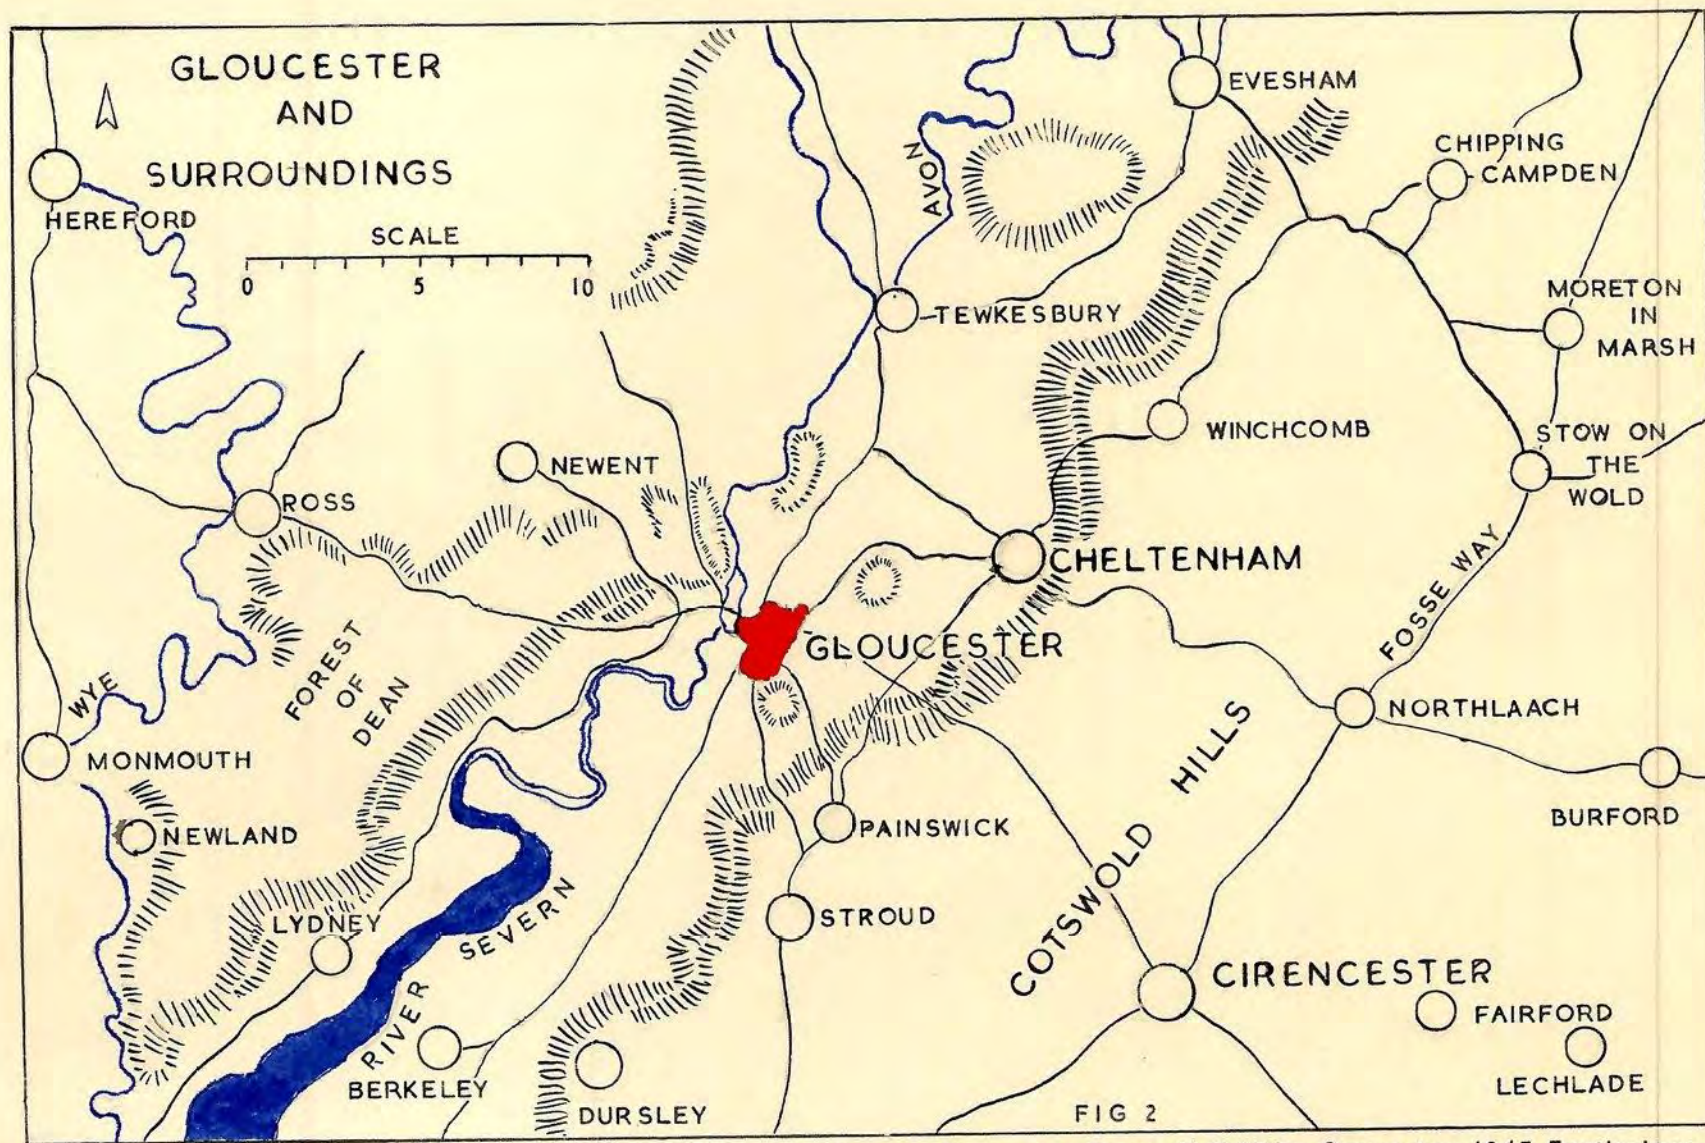 GLOUCESTER
AND
SURROUNDINGS
SCALE
0 5 10
HEREFORD
EVESHAM
CHIPPING
CAMPDEN
AVON
TEWKESBURY
MORETON
IN
MARSH
WINCHCOMB
STOW ON
THE
WOLD
NEWENT
ROSS
CHELTENHAM
FOSSE WAY
GLOUCESTER
FOREST
OF
DEAN
WYE
MONMOUTH
NORTHLAACH
COTSWOLD HILLS
BURFORD
NEWLAND
PAINSWICK
LYDNEY
STROUD
RIVER SEVERN
CIRENCESTER
FAIRFORD
LECHLADE
BERKELEY
DURSLEY
FIG 2